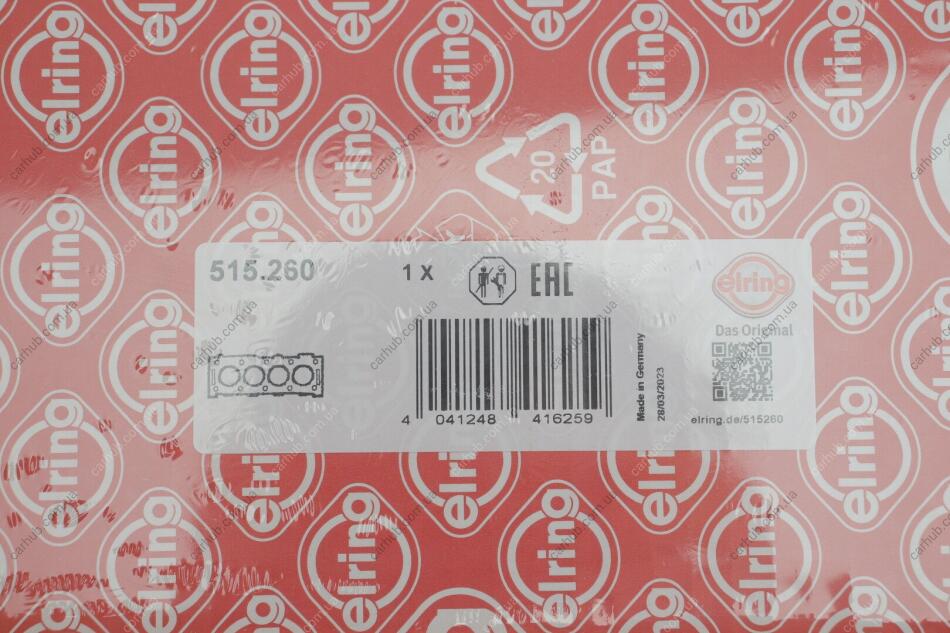 20
PAP
515.260
1 X
EAC
elring
Das Original
4 041248 416259
Made in Germany
28/03/2023
elring.de/515260